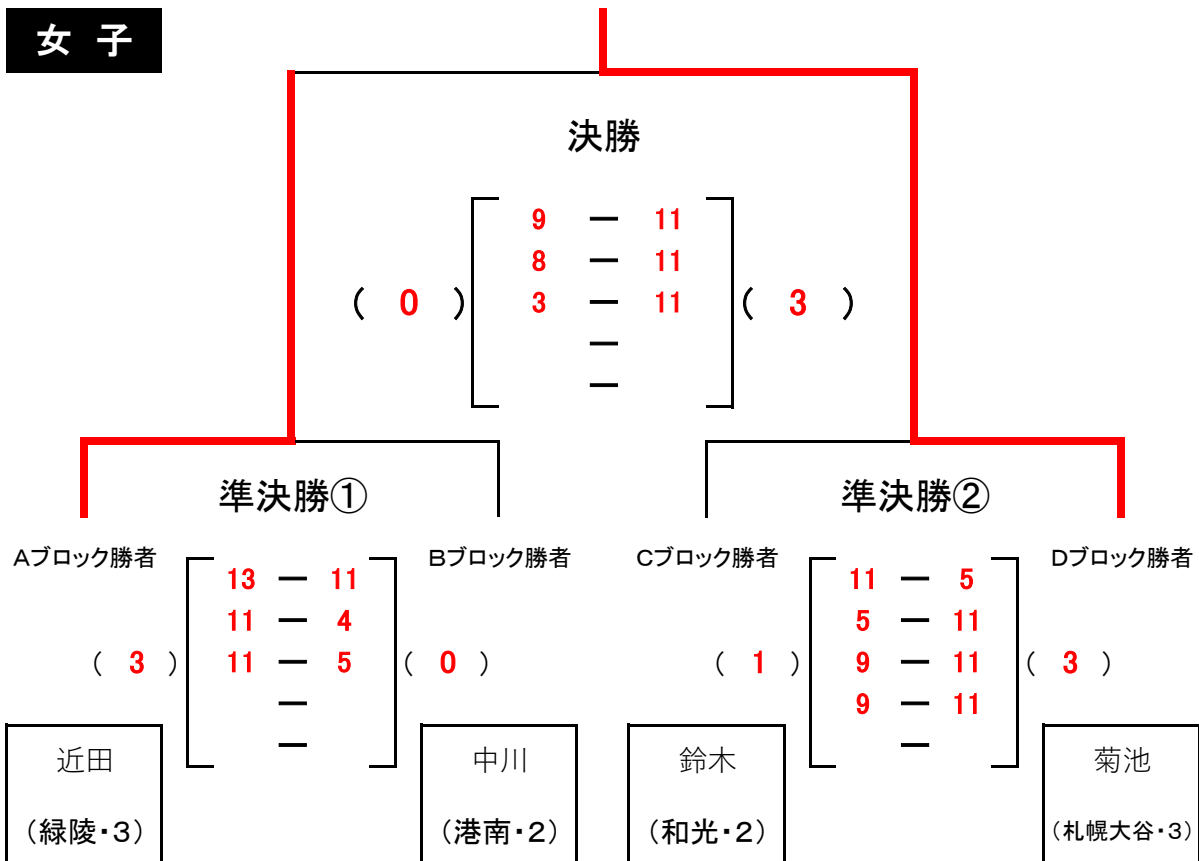 女 子
決勝
9 ー 11
8 ー 11
( 0 ) 3 ー 11 ( 3 )
ー
ー
準決勝① 準決勝②
Aブロック勝者 Bブロック勝者 Cブロック勝者 Dブロック勝者
13 ー 11 11 ー 5
11 ー 4 5 ー 11
( 3 ) 11 ー 5 ( 0 ) ( 1 ) 9 ー 11 ( 3 )
ー 9 ー 11
ー ー
近田 中川 鈴木 菊池
(緑陵・3) (港南・2) (和光・2) (札幌大谷・3)